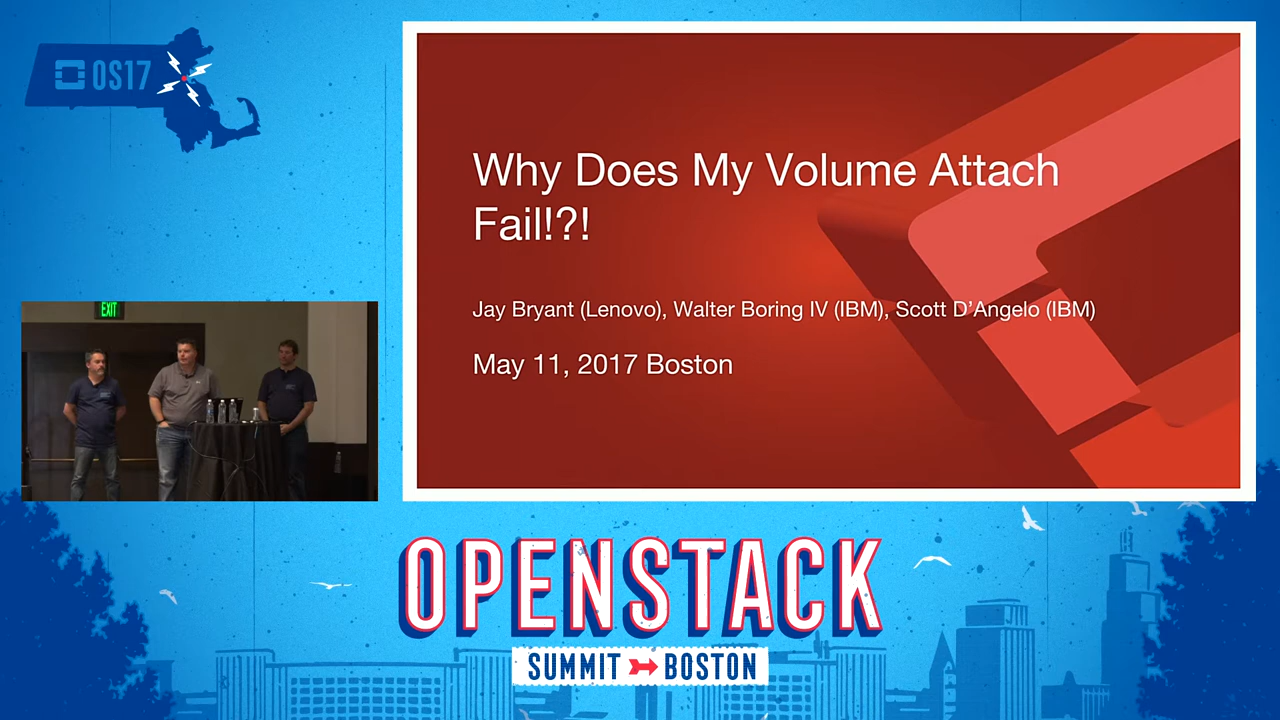 OS17
Why Does My Volume Attach
Fail!?!
Jay Bryant (Lenovo), Walter Boring IV (IBM), Scott D'Angelo (IBM)
May 11, 2017 Boston
EXIT
OPENSTACK
SUMMIT BOSTON